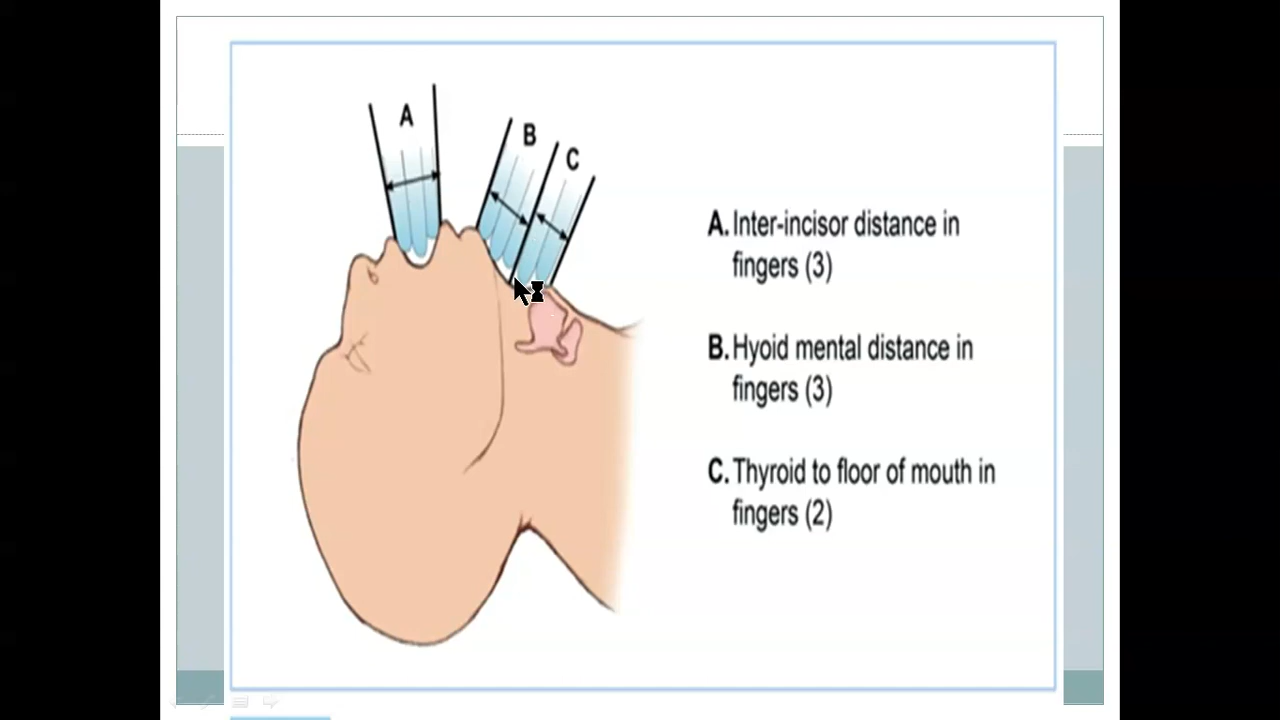 A
B
C
A. Inter-incisor distance in
fingers (3)
B. Hyoid mental distance in
fingers (3)
C. Thyroid to floor of mouth in
fingers (2)